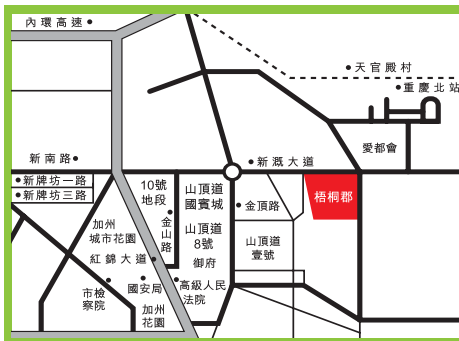 內環高速
天官殿村
重慶北站
愛都會
新南路
新溉大道
新牌坊一路
新牌坊三路
10號
地段
山頂道
國賓城
梧桐郡
金山路
金頂路
加州
城市花園
山頂道
8號
御府
山頂道
壹號
紅錦大道
國安局
市檢
察院
高級人民
法院
加州
花園